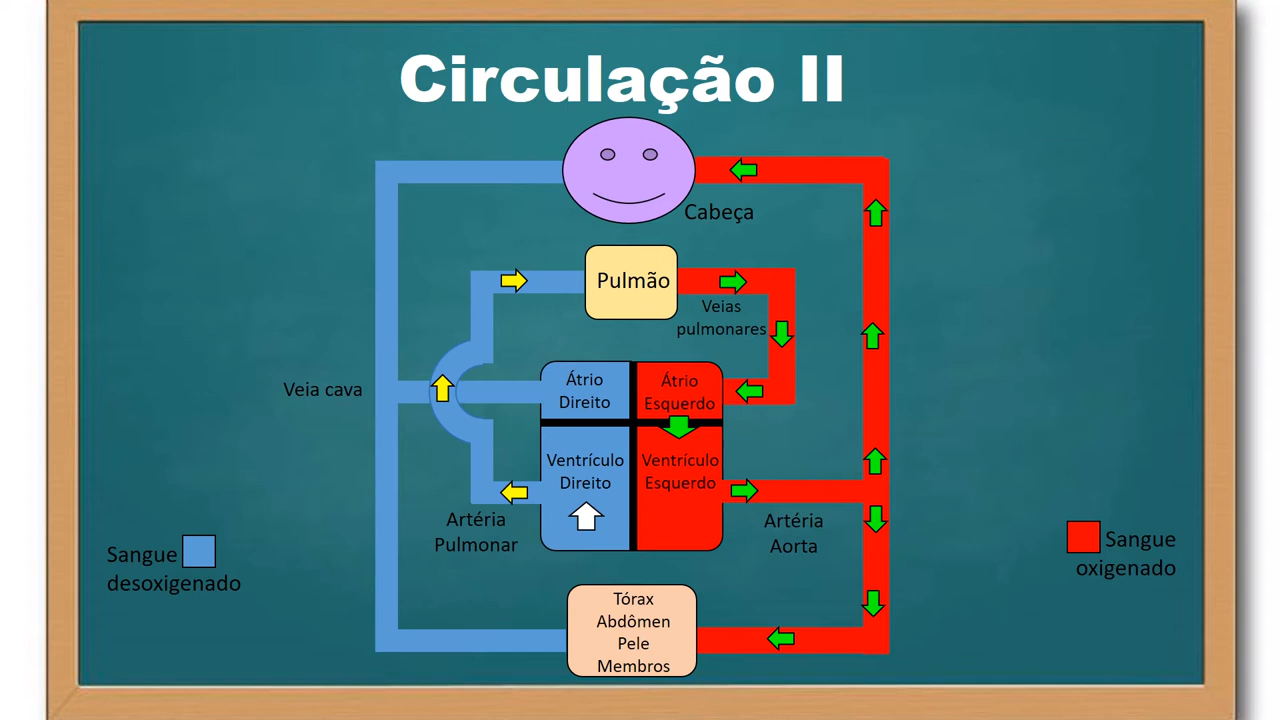 Circulação II
Cabeça
Pulmão
Veias
pulmonares
Veia cava
Átrio
Direito
Átrio
Esquerdo
Ventrículo
Direito
Ventrículo
Esquerdo
Artéria
Pulmonar
Artéria
Aorta
Sangue
desoxigenado
Sangue
oxigenado
Tórax
Abdômen
Pele
Membros